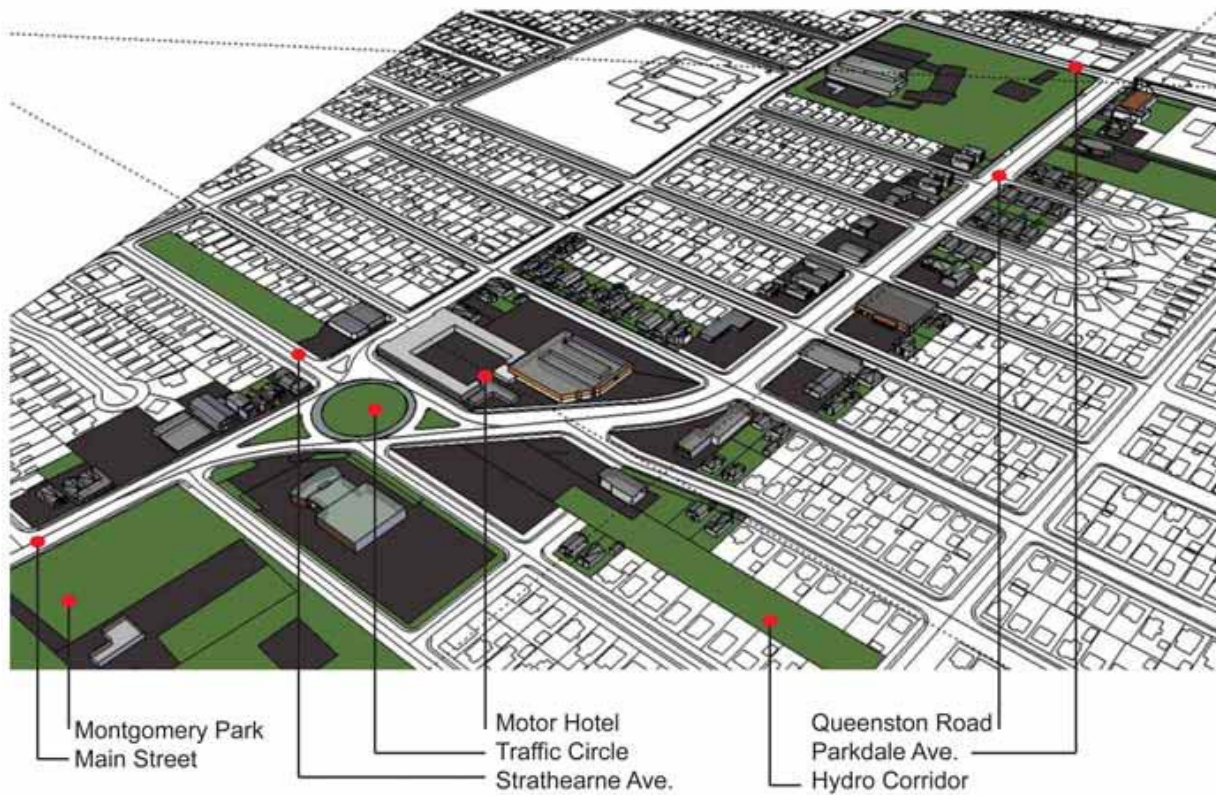 Montgomery Park
Main Street
Motor Hotel
Traffic Circle
Strathearne Ave.
Queenston Road
Parkdale Ave.
Hydro Corridor